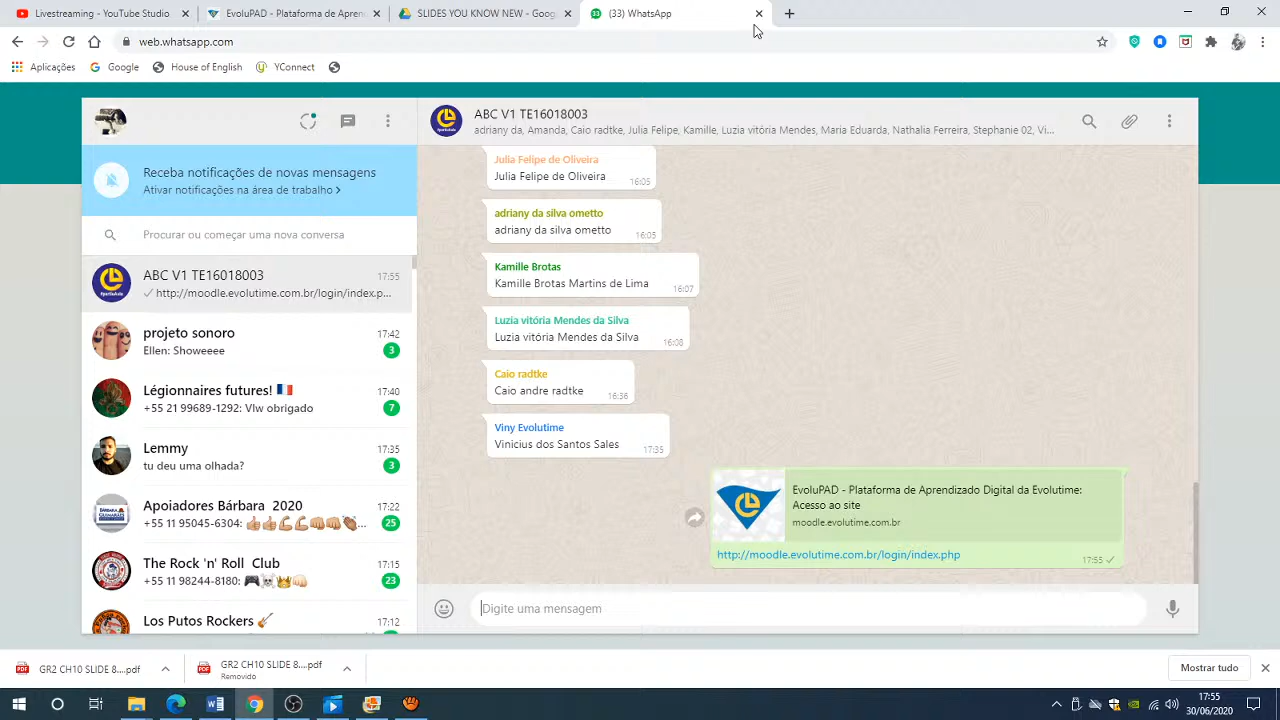 Livestreaming - YouTube Studio
EvoluPAD - Plataforma de Apren
SLIDES YOU KNOW NEW - Goog
(33) WhatsApp
web.whatsapp.com
Aplicações
Google
House of English
YConnect
ABC V1 TE16018003
adriany da, Amanda, Caio radtke, Julia Felipe, Kamille, Luzia vitória Mendes, Maria Eduarda, Nathalia Ferreira, Stephanie 02, Vi...
Receba notificações de novas mensagens
Ativar notificações na área de trabalho >
Procurar ou começar uma nova conversa
ABC V1 TE16018003
17:55
http://moodle.evolutime.com.br/login/index.p...
projeto sonoro
17:42
Ellen: Showeeee
3
Légionnaires futures! 🇫🇷
17:40
+55 21 99689-1292: Vlw obrigado
7
Lemmy
17:35
tu deu uma olhada?
3
Apoiadores Bárbara 2020
17:22
+55 11 95045-6304: 👍🏼👍🏼💪🏼💪🏼👊🏼👊🏼👏🏽...
25
The Rock 'n' Roll Club
17:15
+55 11 98244-8180: 🎮☠️👑👊🏻
23
Los Putos Rockers 🎸
17:12
Julia Felipe de Oliveira
Julia Felipe de Oliveira
16:05
adriany da silva ometto
adriany da silva ometto
16:05
Kamille Brotas
Kamille Brotas Martins de Lima
16:07
Luzia vitória Mendes da Silva
Luzia vitória Mendes da Silva
16:08
Caio radtke
Caio andre radtke
16:36
Viny Evolutime
Vinicius dos Santos Sales
17:35
EvoluPAD - Plataforma de Aprendizado Digital da Evolutime:
Acesso ao site
moodle.evolutime.com.br
http://moodle.evolutime.com.br/login/index.php
17:55
Digite uma mensagem
GR2 CH10 SLIDE 8....pdf
GR2 CH10 SLIDE 8....pdf
Removido
Mostrar tudo
17:55
30/06/2020